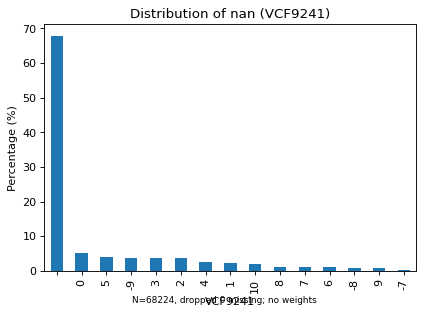 Distribution of nan (VCF9241)
Percentage (%)
70
60
50
40
30
20
10
0
0 5 -9 3 2 4 1 10 8 7 6 -8 9 -7
VCF9241
N=68224, dropped 0 missing; no weights